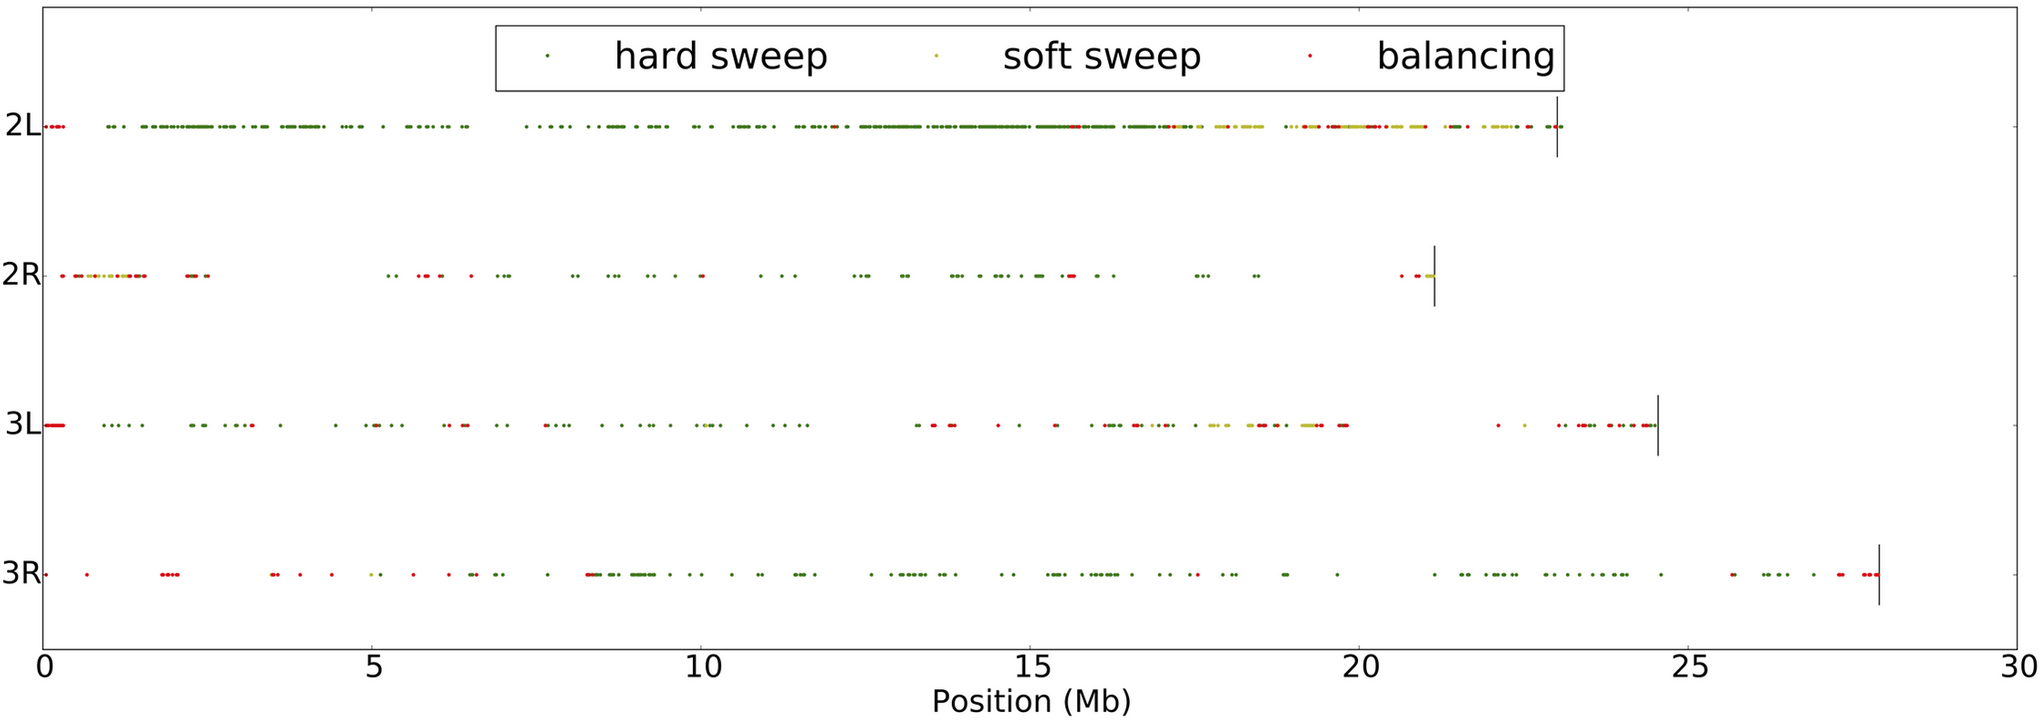 hard sweep soft sweep balancing
2L
2R
3L
3R
0 5 10 15 20 25 30
Position (Mb)